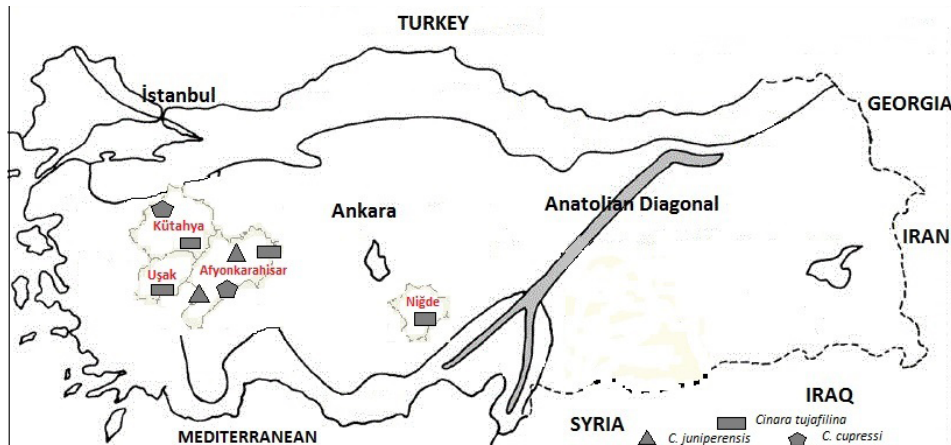 TURKEY
İstanbul
GEORGIA
Ankara
Anatolian Diagonal
Kütahya
IRAN
Uşak
Afyonkarahisar
Niğde
IRAQ
SYRIA
Cinara tujafilina
MEDITERRANEAN
C. juniperensis
C. cupressi